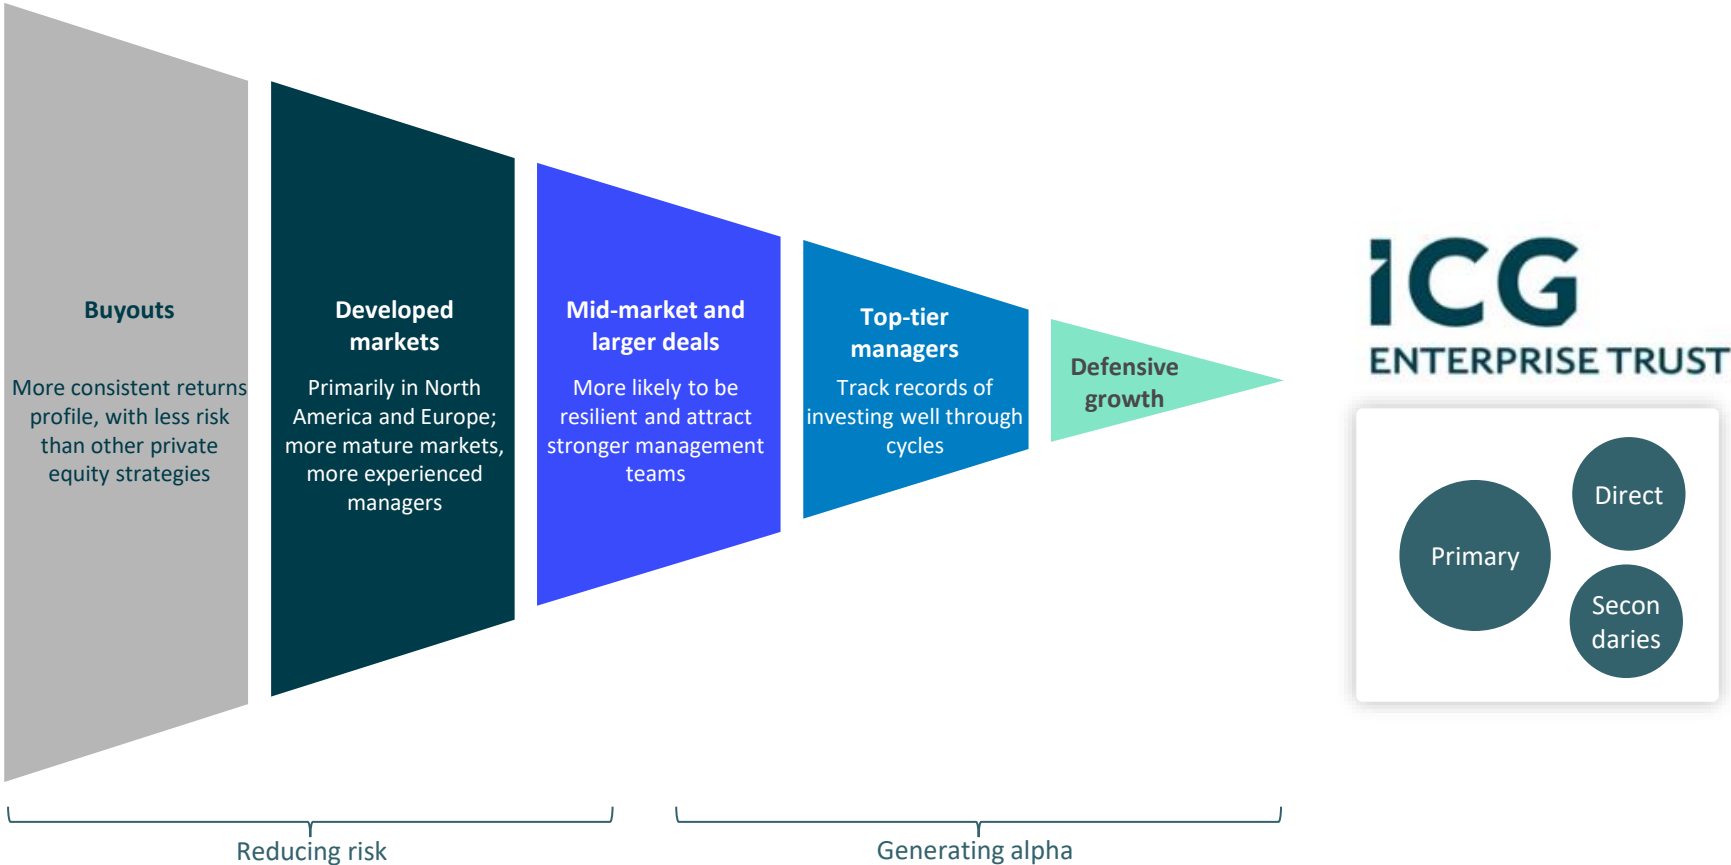 Buyouts
More consistent returns
profile, with less risk
than other private
equity strategies
Developed
markets
Primarily in North
America and Europe;
more mature markets,
more experienced
managers
Mid-market and
larger deals
More likely to be
resilient and attract
stronger management
teams
Top-tier
managers
Track records of
investing well through
cycles
Defensive
growth
ICG
ENTERPRISE TRUST
Primary
Direct
Secon
daries
Reducing risk
Generating alpha